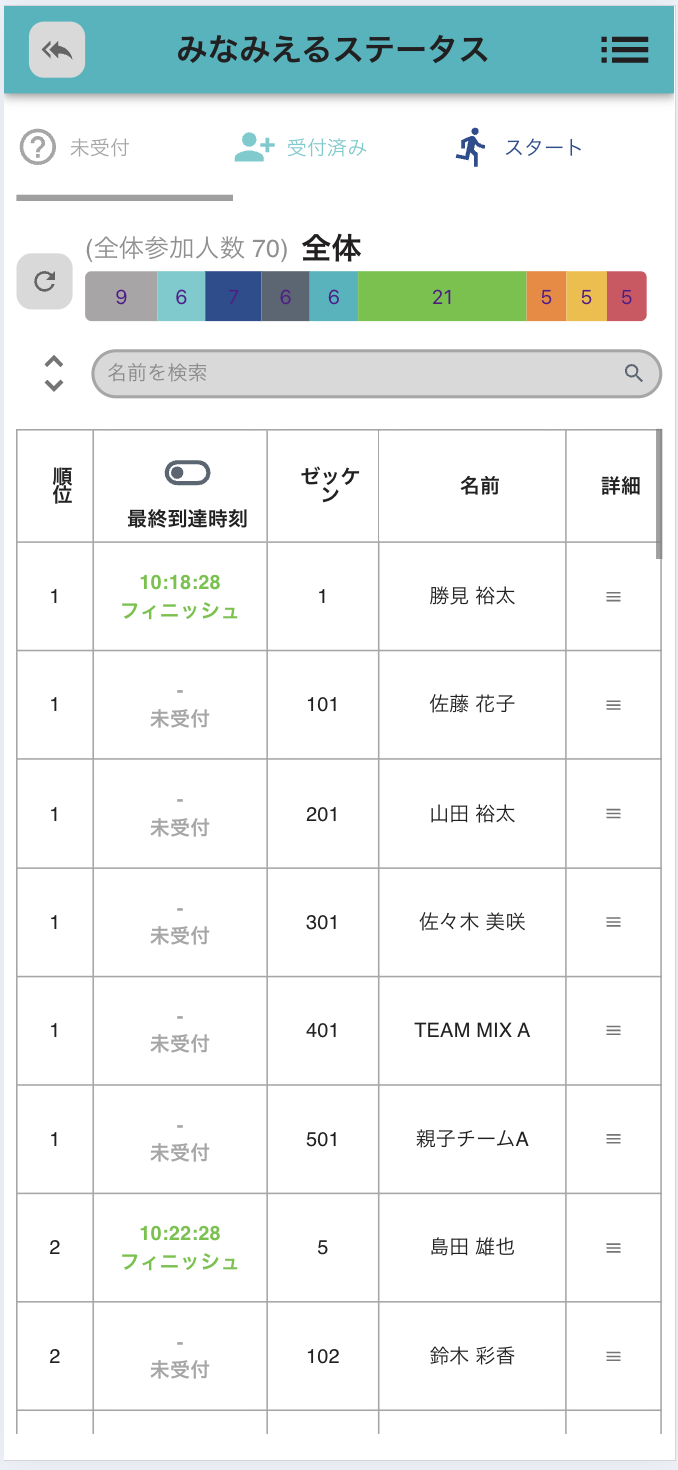 みなみえるステータス
未受付 受付済み スタート
(全体参加人数 70) 全体
9 6 7 6 6 21 5 5 5
名前を検索
順位 最終到達時刻 ゼッケン 名前 詳細
1 10:18:28 フィニッシュ 1 勝見 裕太
1 - 未受付 101 佐藤 花子
1 - 未受付 201 山田 裕太
1 - 未受付 301 佐々木 美咲
1 - 未受付 401 TEAM MIX A
1 - 未受付 501 親子チームA
2 10:22:28 フィニッシュ 5 島田 雄也
2 - 未受付 102 鈴木 彩香